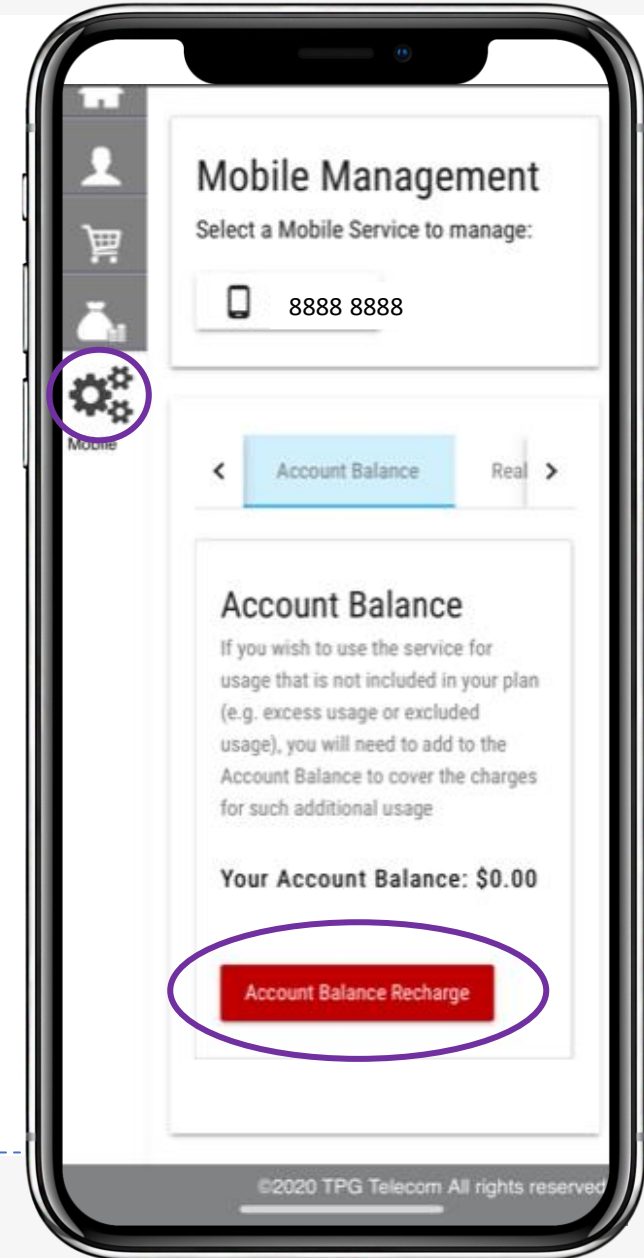 Mobile Management
Select a Mobile Service to manage:
8888 8888
Mobile
Account Balance
Real
Account Balance
If you wish to use the service for
usage that is not included in your plan
(e.g. excess usage or excluded
usage), you will need to add to the
Account Balance to cover the charges
for such additional usage
Your Account Balance: $0.00
Account Balance Recharge
©2020 TPG Telecom All rights reserved